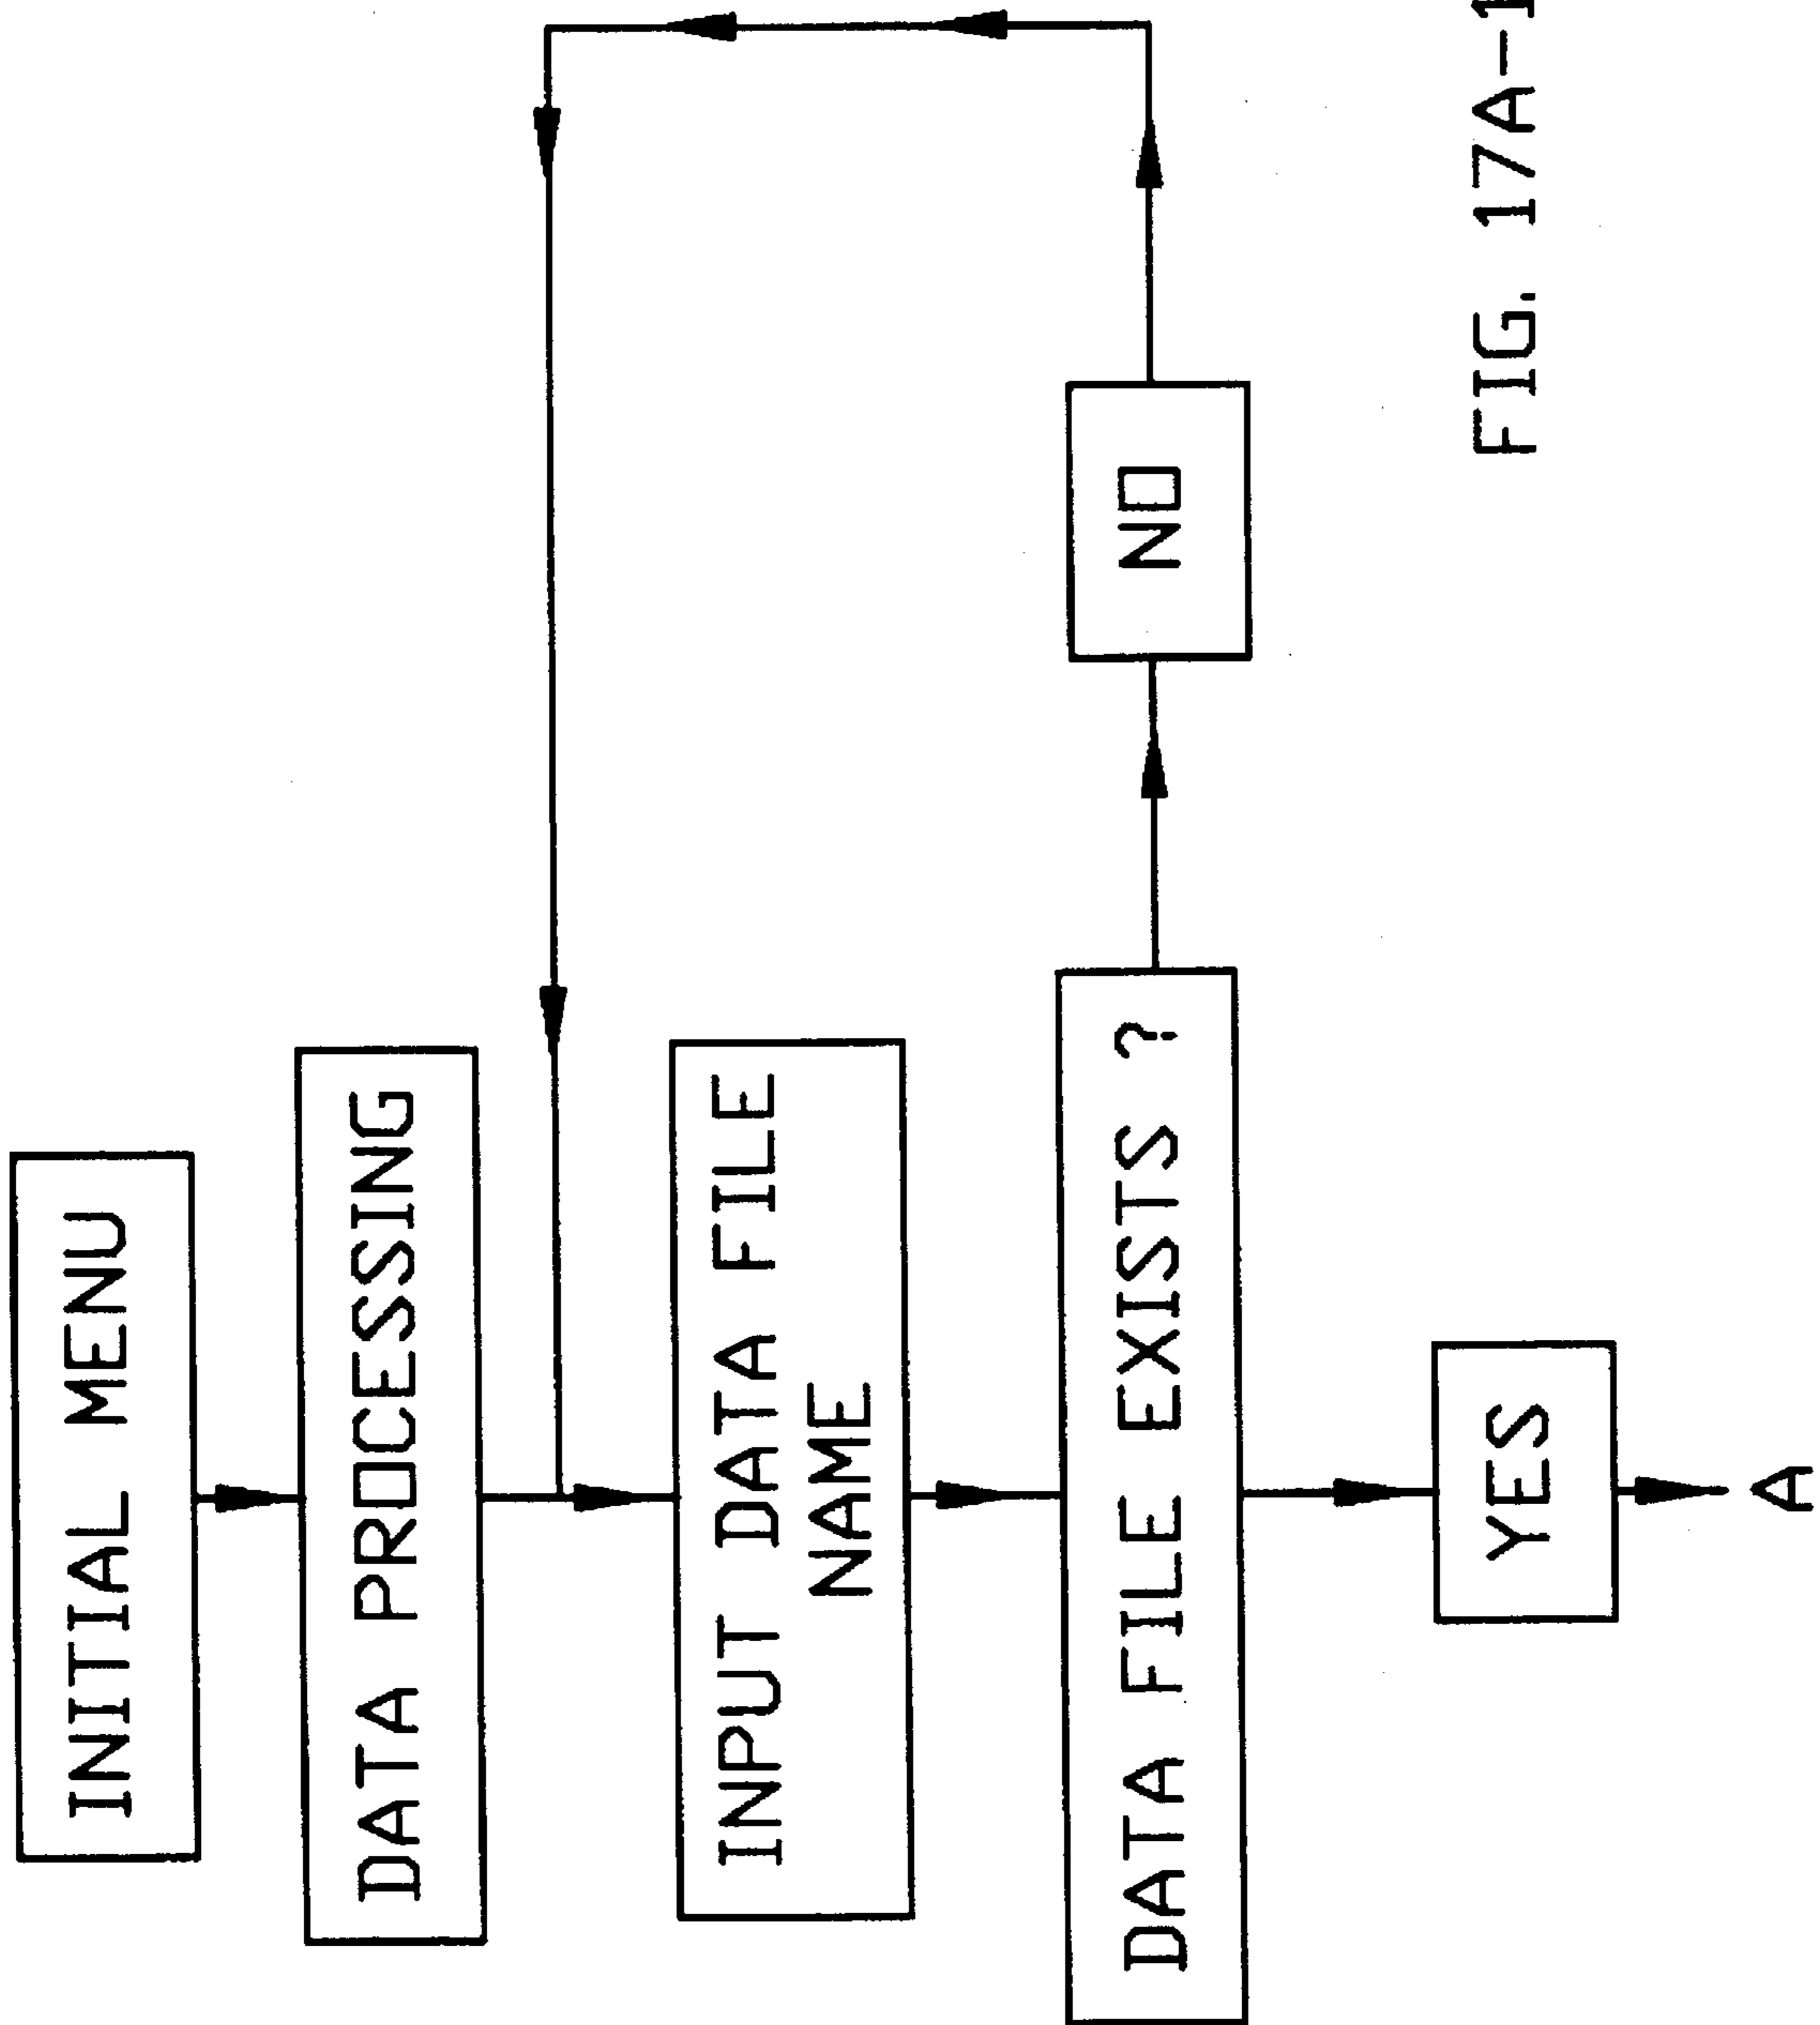 INITIAL MENU
DATA PROCESSING
INPUT DATA FILE
NAME
DATA FILE EXISTS ?
NO
YES
A
FIG. 17A-1